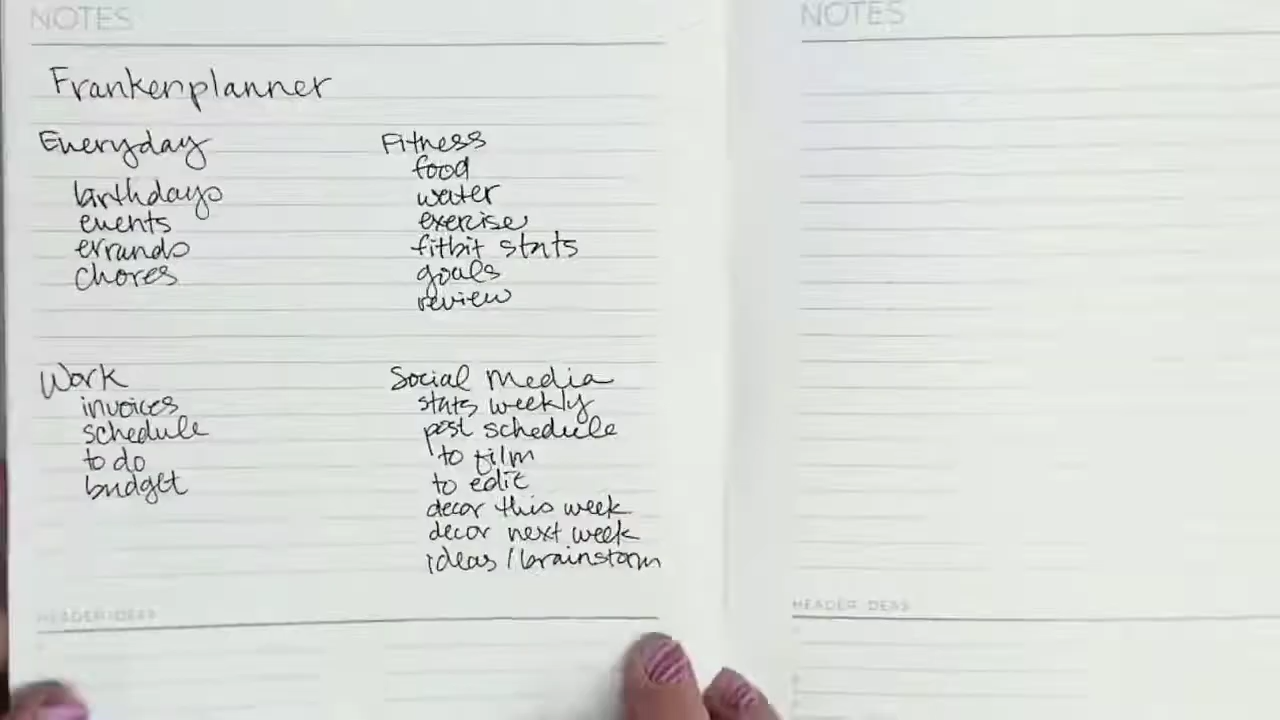 NOTES
Frankenplanner
Everyday
birthdays
events
errands
chores
Fitness
food
water
exercise
fitbit stats
goals
review
Work
invoices
schedule
to do
budget
Social Media
stats weekly
post schedule
to film
to edit
decor this week
decor next week
ideas / brainstorm
HEADER IDEAS
NOTES
HEADER IDEAS